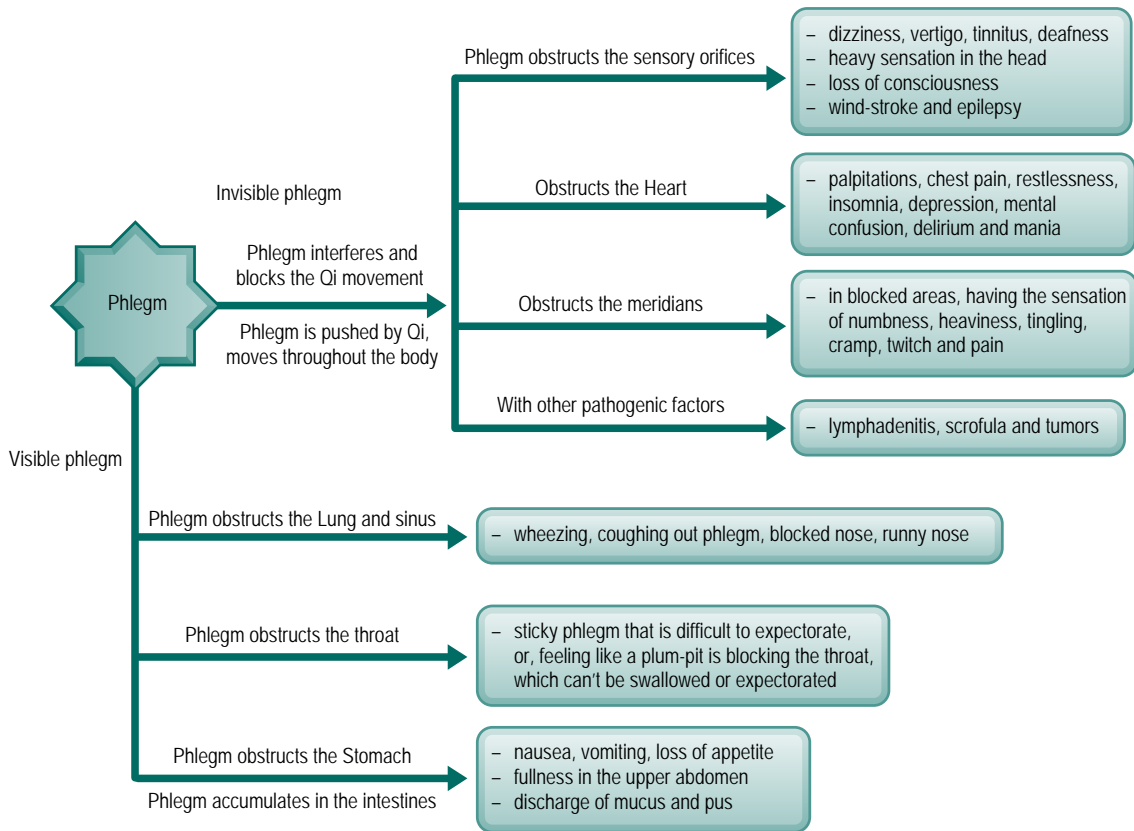 Phlegm
Invisible phlegm
Phlegm interferes and
blocks the Qi movement
Phlegm is pushed by Qi,
moves throughout the body
Phlegm obstructs the sensory orifices
– dizziness, vertigo, tinnitus, deafness
– heavy sensation in the head
– loss of consciousness
– wind-stroke and epilepsy
Obstructs the Heart
– palpitations, chest pain, restlessness,
insomnia, depression, mental
confusion, delirium and mania
Obstructs the meridians
– in blocked areas, having the sensation
of numbness, heaviness, tingling,
cramp, twitch and pain
With other pathogenic factors
– lymphadenitis, scrofula and tumors
Visible phlegm
Phlegm obstructs the Lung and sinus
– wheezing, coughing out phlegm, blocked nose, runny nose
Phlegm obstructs the throat
– sticky phlegm that is difficult to expectorate,
or, feeling like a plum-pit is blocking the throat,
which can't be swallowed or expectorated
Phlegm obstructs the Stomach
Phlegm accumulates in the intestines
– nausea, vomiting, loss of appetite
– fullness in the upper abdomen
– discharge of mucus and pus